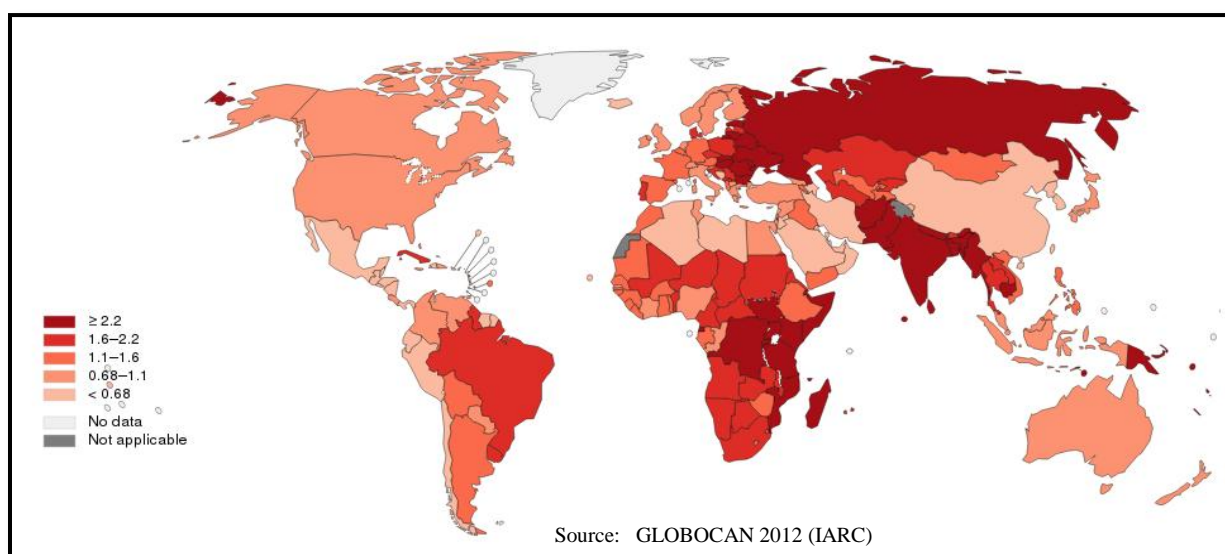 ≥ 2.2
1.6–2.2
1.1–1.6
0.68–1.1
< 0.68
No data
Not applicable
Source: GLOBOCAN 2012 (IARC)